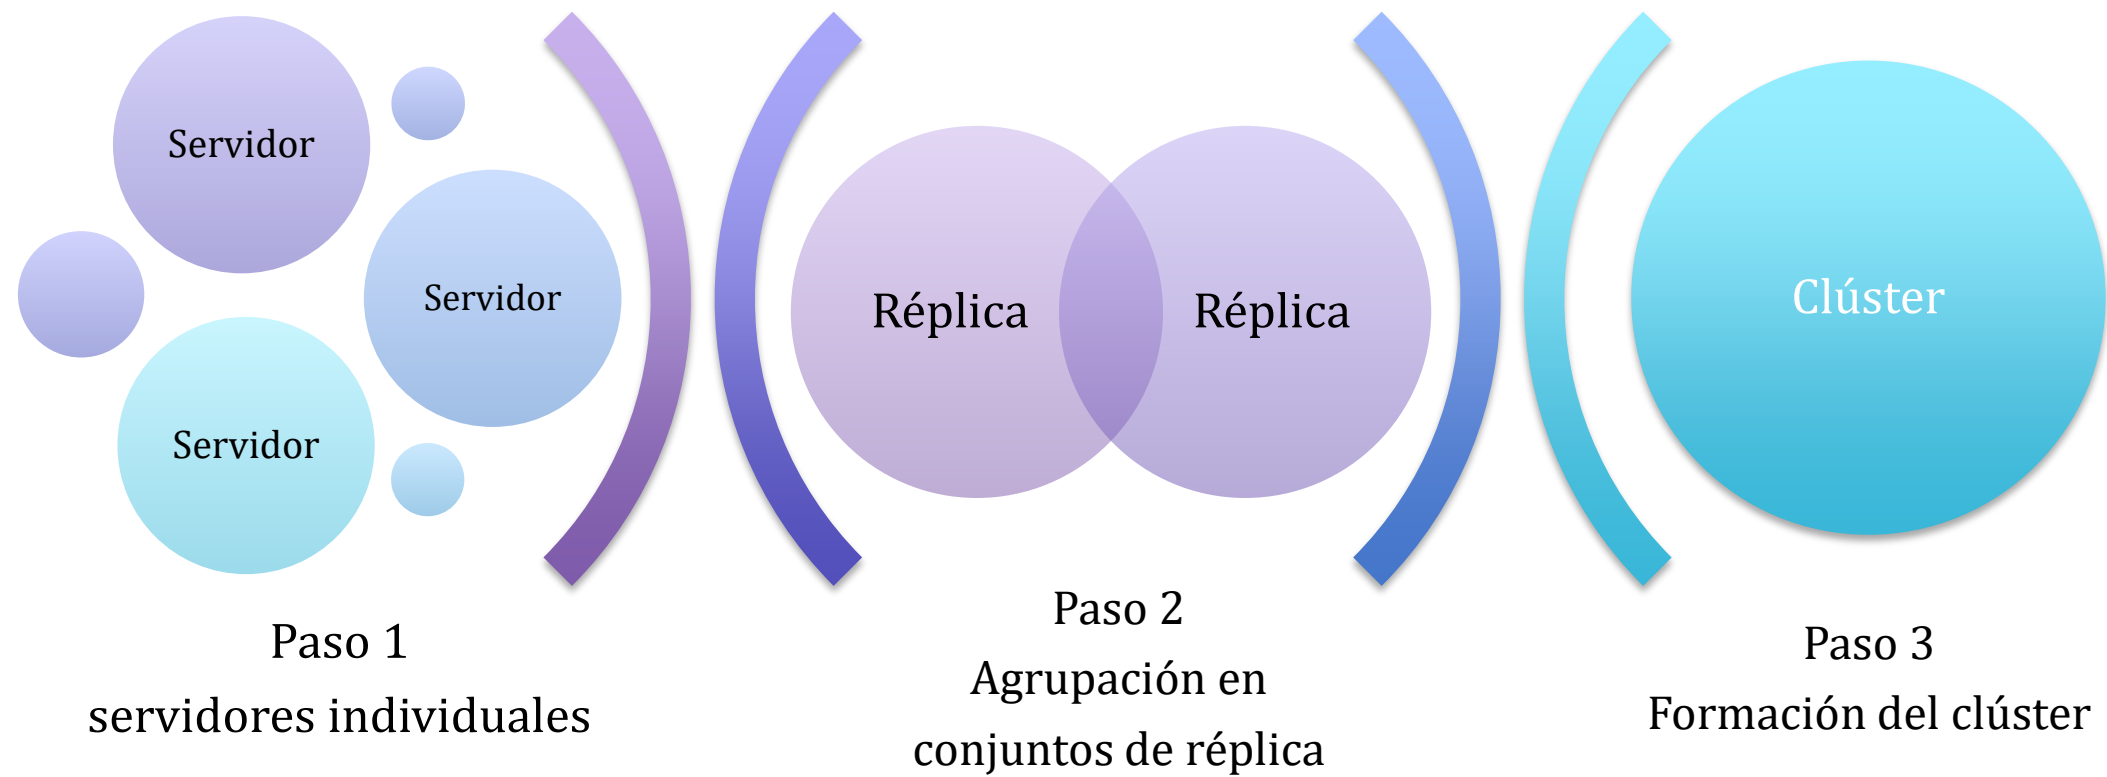 Servidor
Servidor
Servidor
Paso 1
servidores individuales
Réplica
Réplica
Paso 2
Agrupación en
conjuntos de réplica
Clúster
Paso 3
Formación del clúster